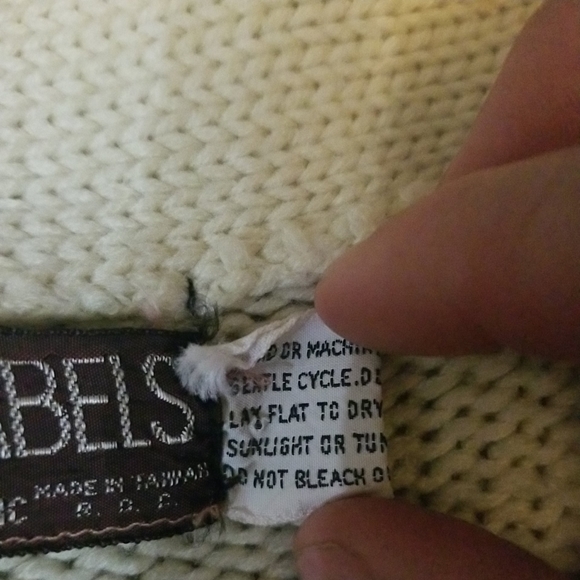 ABELS
MADE IN TAIWAN
R. O. C.
D OR MACHIN
GENTLE CYCLE.D
LAY FLAT TO DRY
SUNLIGHT OR TU
DO NOT BLEACH O